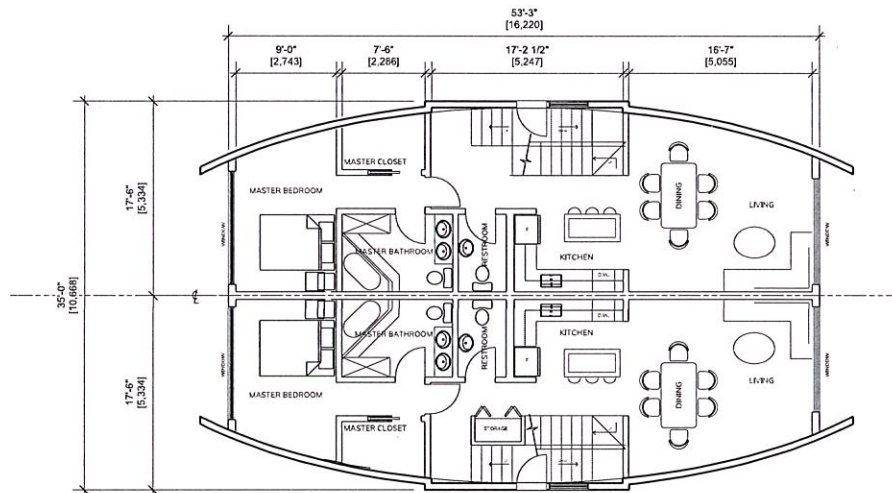 53'-3"
[16,220]
9'-0"
[2,743]
7'-6"
[2,286]
17'-2 1/2"
[5,247]
16'-7"
[5,055]
35'-0"
[10,668]
17'-6"
[5,334]
17'-6"
[5,334]
MASTER CLOSET
MASTER BEDROOM
WINDOW
MASTER BATHROOM
RESTROOM
KITCHEN
D.W.
DINING
LIVING
WINDOW
F
MASTER BATHROOM
RESTROOM
KITCHEN
D.W.
WINDOW
MASTER BEDROOM
MASTER CLOSET
STORAGE
DINING
LIVING
WINDOW